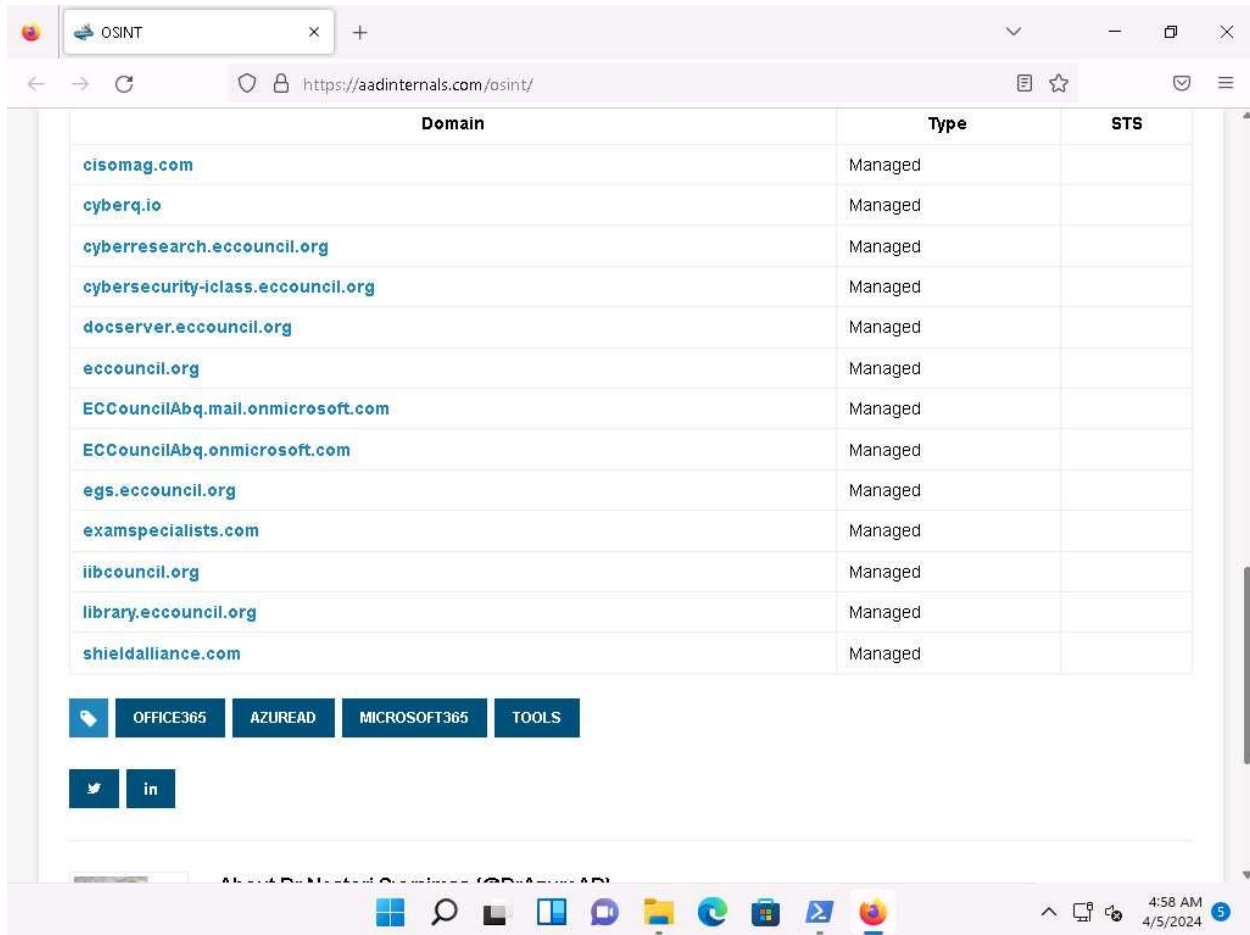 OSINT
https://aadinternals.com/osint/
Domain Type STS
cisomag.com Managed
cyberq.io Managed
cyberresearch.eccouncil.org Managed
cybersecurity-iclass.eccouncil.org Managed
docserver.eccouncil.org Managed
eccouncil.org Managed
ECCouncilAbq.mail.onmicrosoft.com Managed
ECCouncilAbq.onmicrosoft.com Managed
egs.eccouncil.org Managed
examspecialists.com Managed
iibcouncil.org Managed
library.eccouncil.org Managed
shieldalliance.com Managed
OFFICE365 AZUREAD MICROSOFT365 TOOLS
in
About Dr
4:58 AM
4/5/2024 5